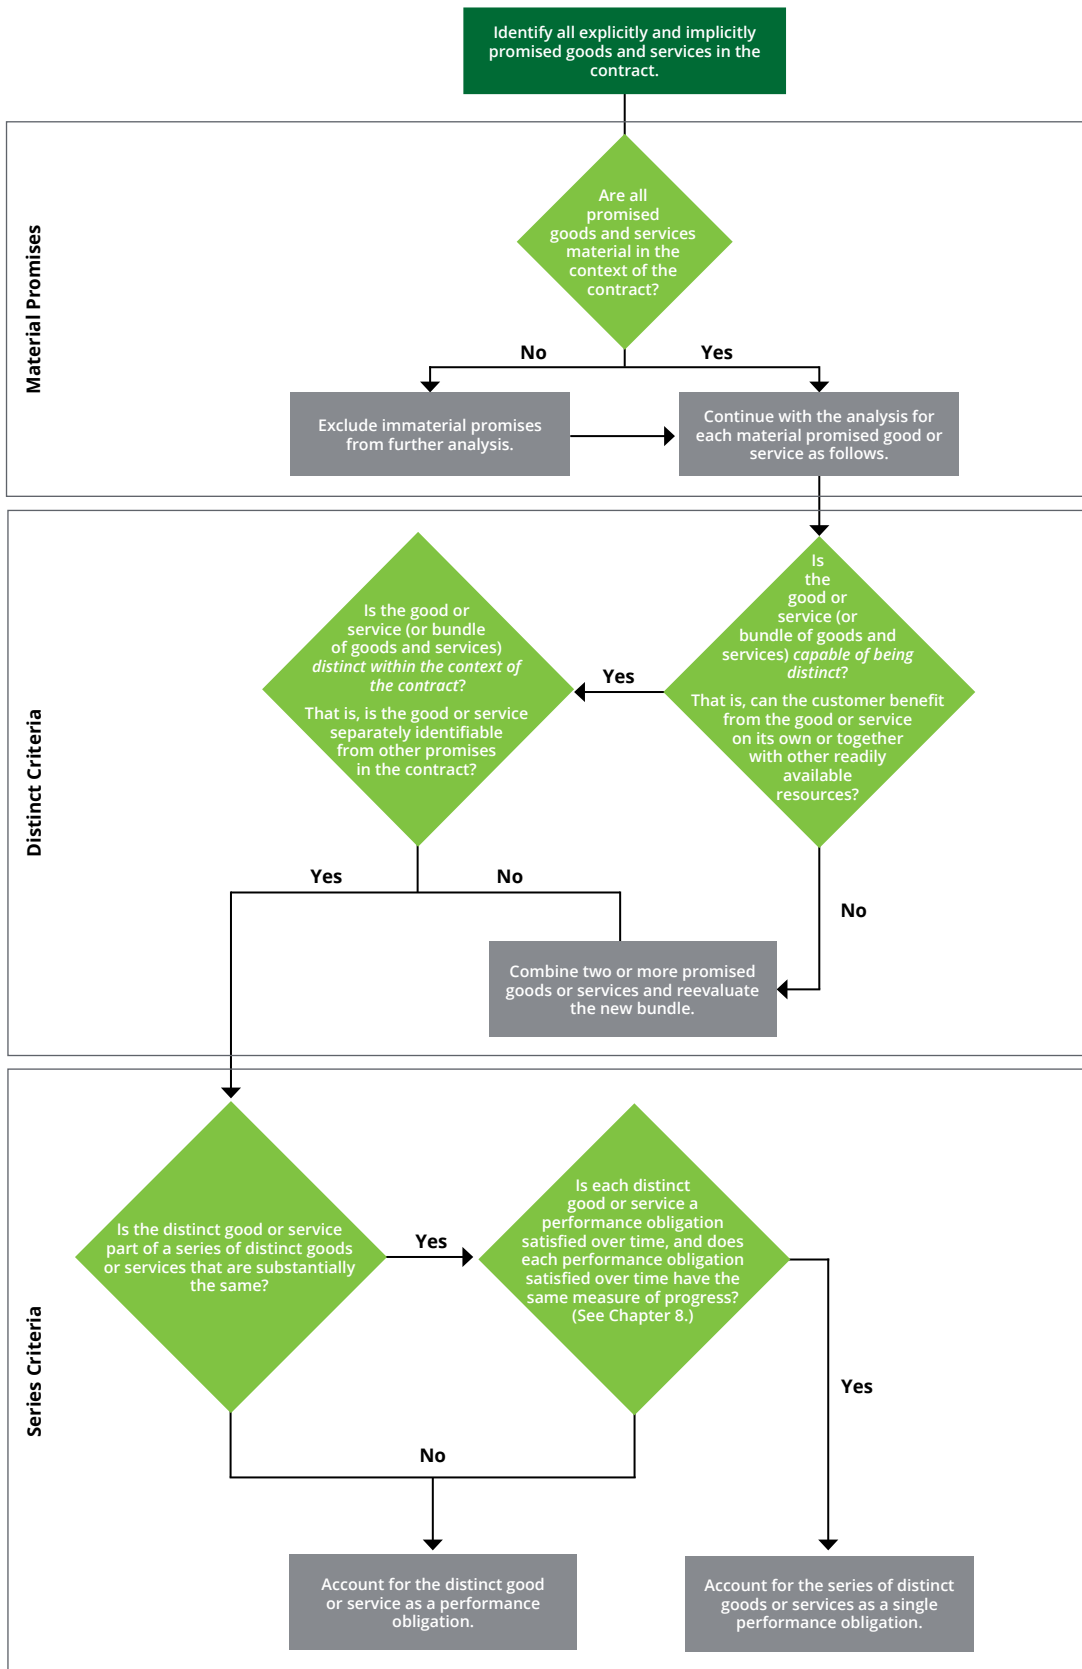 Identify all explicitly and implicitly
promised goods and services in the
contract.
Material Promises
Are all
promised
goods and services
material in the
context of the
contract?
No
Yes
Exclude immaterial promises
from further analysis.
Continue with the analysis for
each material promised good or
service as follows.
Distinct Criteria
Is
the
good or
service (or
bundle of goods and
services) capable of being
distinct?
That is, can the customer benefit
from the good or service
on its own or together
with other readily
available
resources?
Yes
Is the good or
service (or bundle
of goods and services)
distinct within the context of
the contract?
That is, is the good or service
separately identifiable
from other promises
in the contract?
Yes
No
No
Combine two or more promised
goods or services and reevaluate
the new bundle.
Series Criteria
Is the distinct good or service
part of a series of distinct goods
or services that are substantially
the same?
Yes
Is each distinct
good or service a
performance obligation
satisfied over time, and does
each performance obligation
satisfied over time have the
same measure of progress?
(See Chapter 8.)
Yes
No
Account for the distinct good
or service as a performance
obligation.
Account for the series of distinct
goods or services as a single
performance obligation.